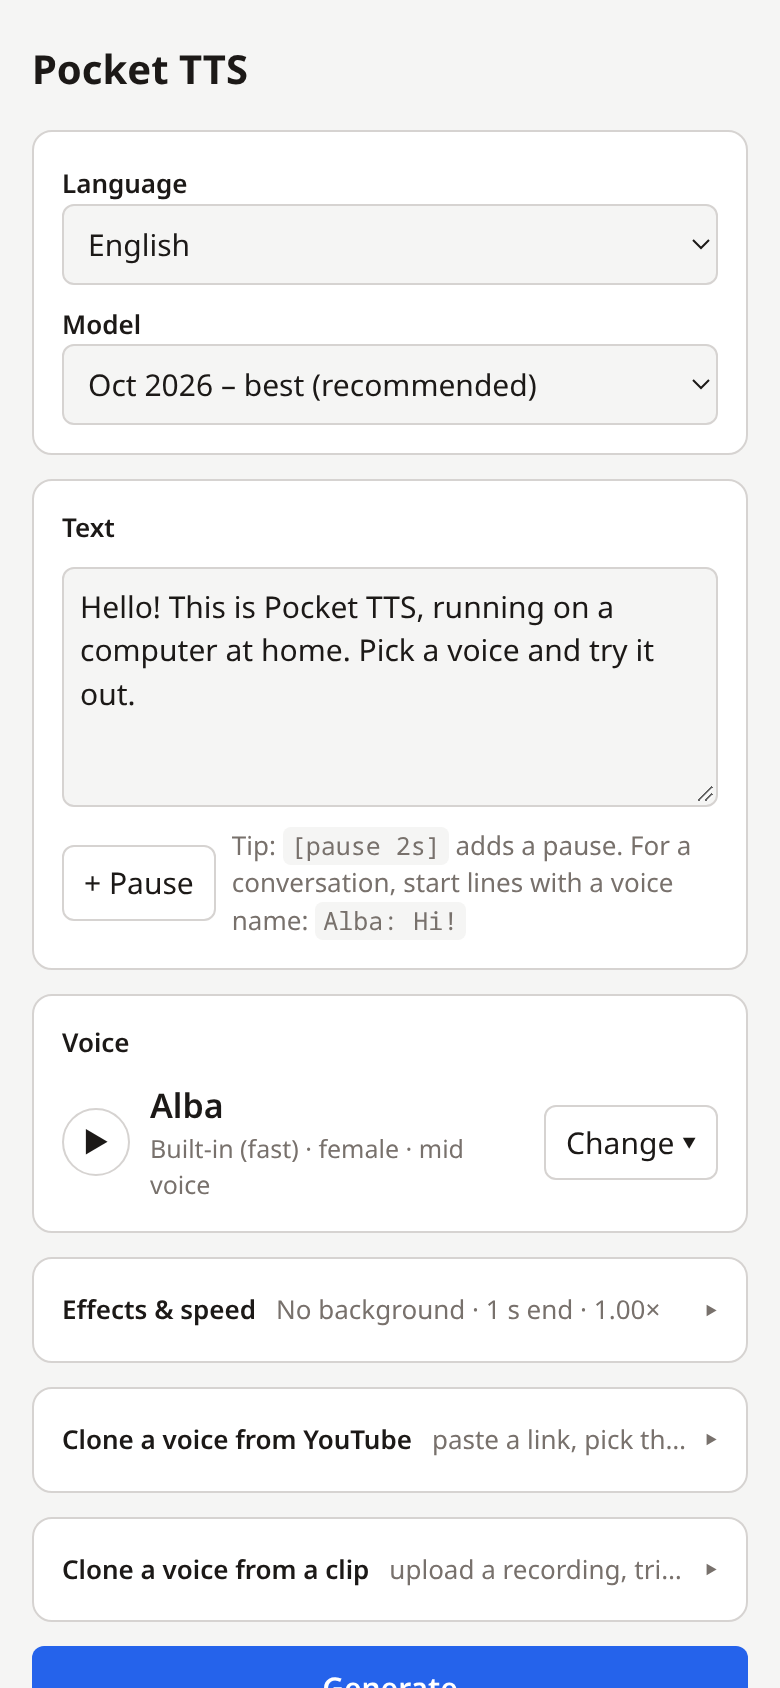 Pocket TTS
Language
English
Model
Oct 2026 – best (recommended)
Text
Hello! This is Pocket TTS, running on a
computer at home. Pick a voice and try it
out.
+ Pause
Tip: [pause 2s] adds a pause. For a
conversation, start lines with a voice
name: Alba: Hi!
Voice
Alba
Built-in (fast) · female · mid
voice
Change ▾
Effects & speed No background · 1 s end · 1.00×
Clone a voice from YouTube paste a link, pick th...
Clone a voice from a clip upload a recording, tri...
Generate